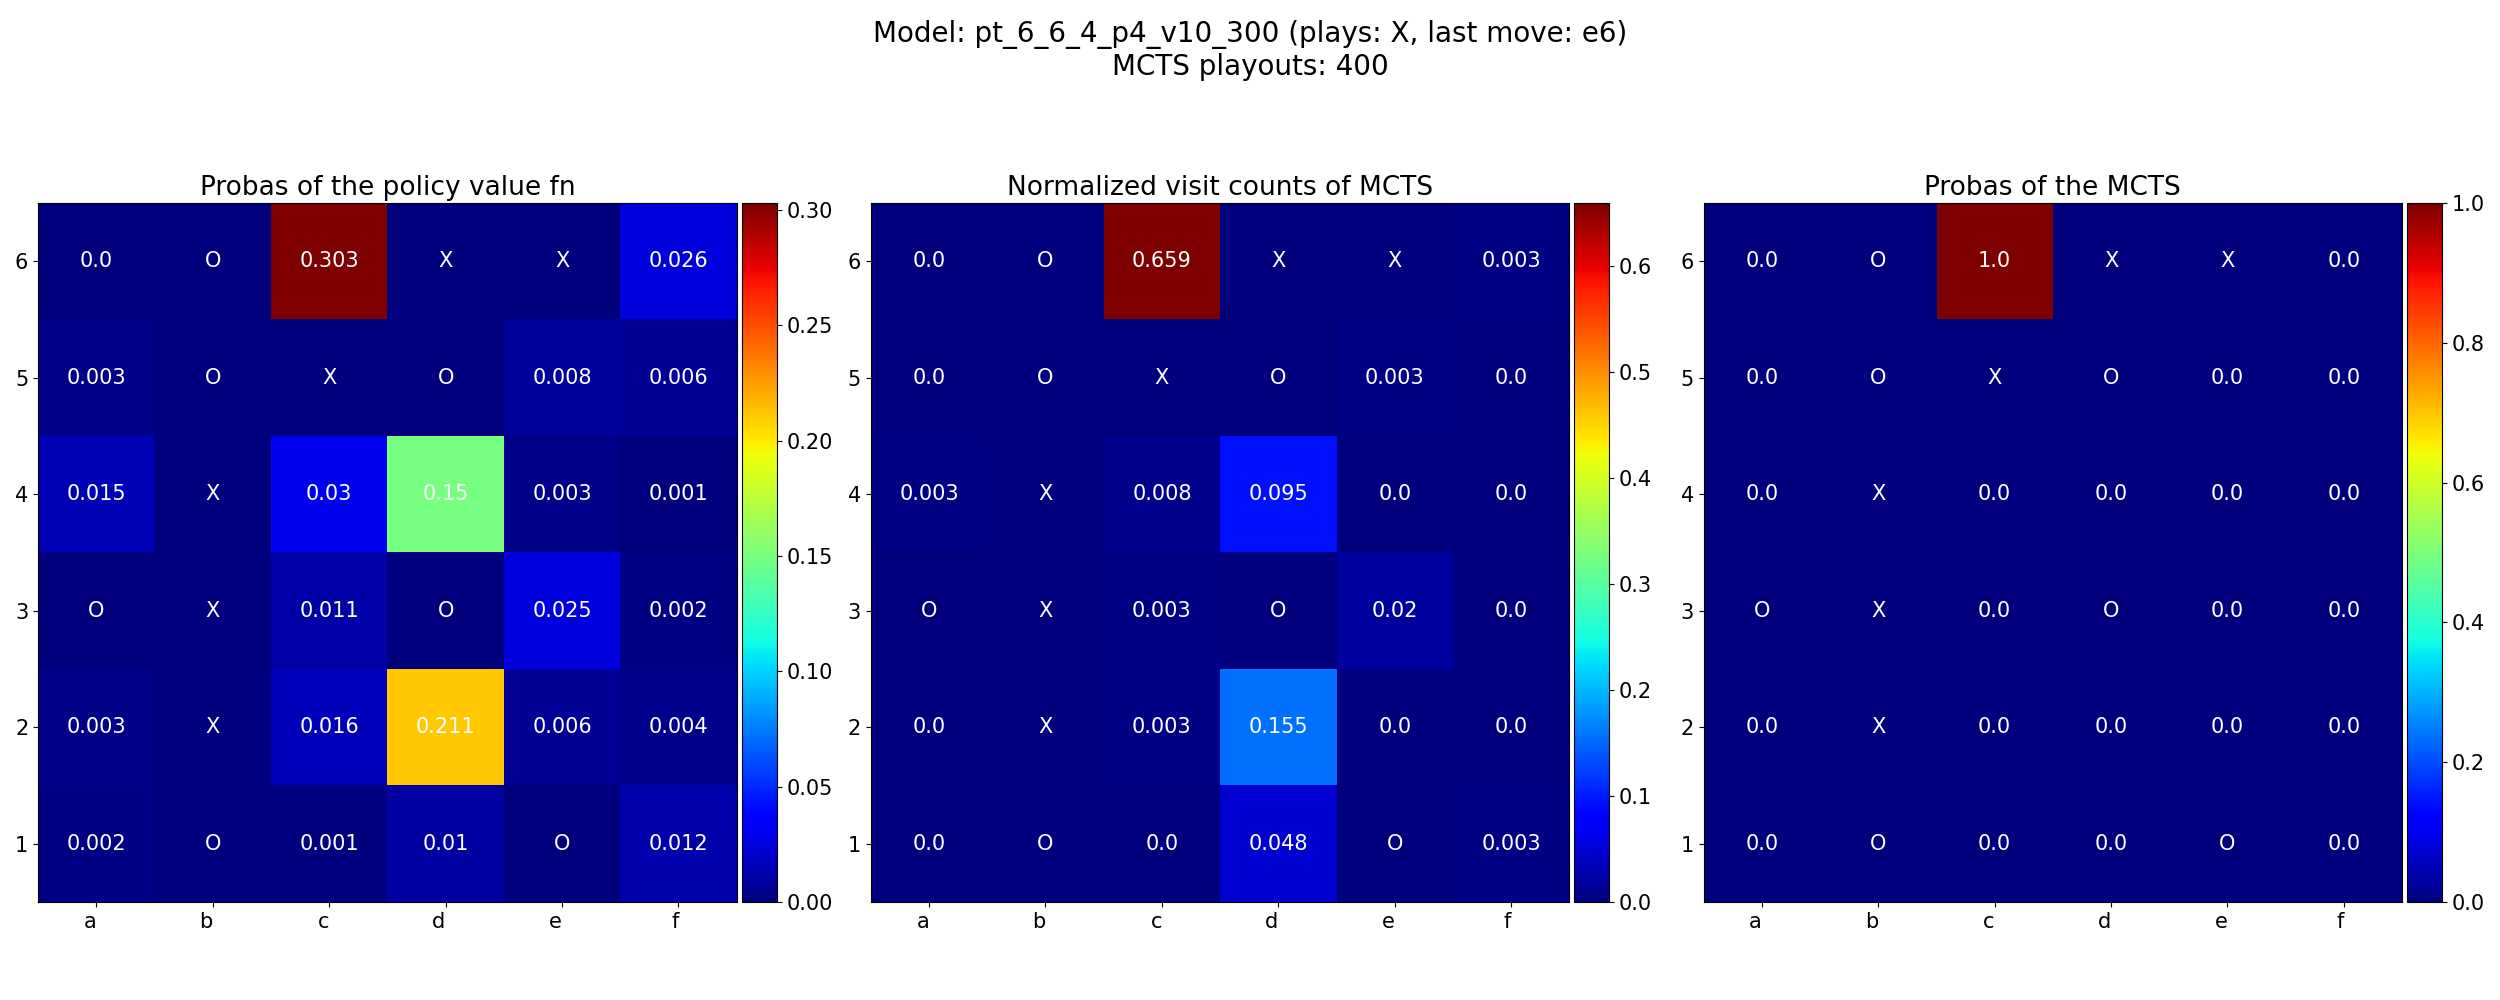 Model: pt_6_6_4_p4_v10_300 (plays: X, last move: e6)
MCTS playouts: 400
Probas of the policy value fn
6 0.0 O 0.303 X X 0.026
5 0.003 O X O 0.008 0.006
4 0.015 X 0.03 0.15 0.003 0.001
3 O X 0.011 O 0.025 0.002
2 0.003 X 0.016 0.211 0.006 0.004
1 0.002 O 0.001 0.01 O 0.012
a b c d e f
0.30
0.25
0.20
0.15
0.10
0.05
0.00
Normalized visit counts of MCTS
6 0.0 O 0.659 X X 0.003
5 0.0 O X O 0.003 0.0
4 0.003 X 0.008 0.095 0.0 0.0
3 O X 0.003 O 0.02 0.0
2 0.0 X 0.003 0.155 0.0 0.0
1 0.0 O 0.0 0.048 O 0.003
a b c d e f
0.6
0.5
0.4
0.3
0.2
0.1
0.0
Probas of the MCTS
6 0.0 O 1.0 X X 0.0
5 0.0 O X O 0.0 0.0
4 0.0 X 0.0 0.0 0.0 0.0
3 O X 0.0 O 0.0 0.0
2 0.0 X 0.0 0.0 0.0 0.0
1 0.0 O 0.0 0.0 O 0.0
a b c d e f
1.0
0.8
0.6
0.4
0.2
0.0